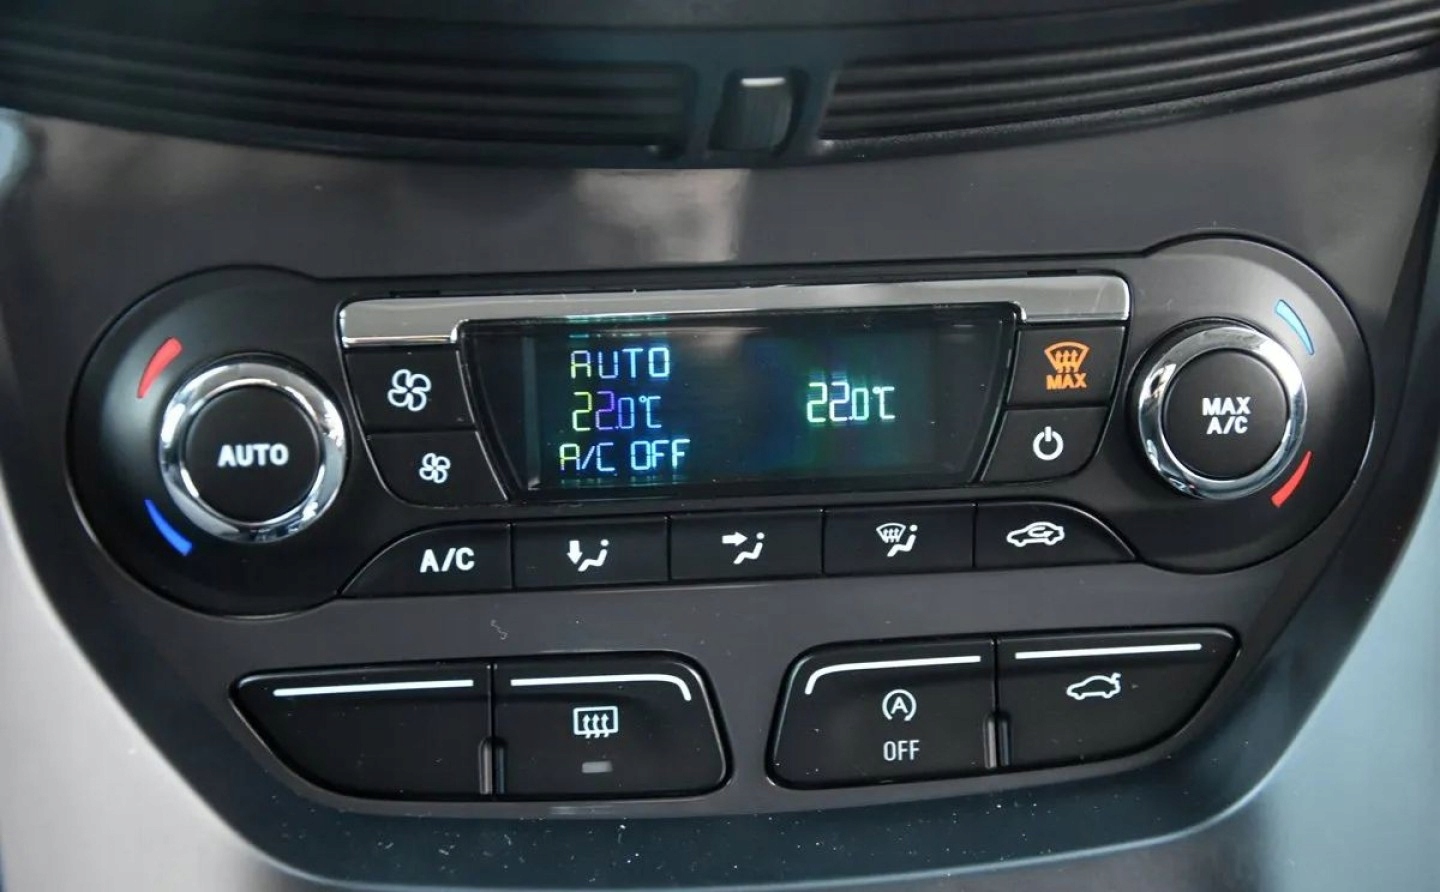 AUTO
22.0℃
A/C OFF
22.0℃
MAX
AUTO
MAX
A/C
A/C
A
OFF